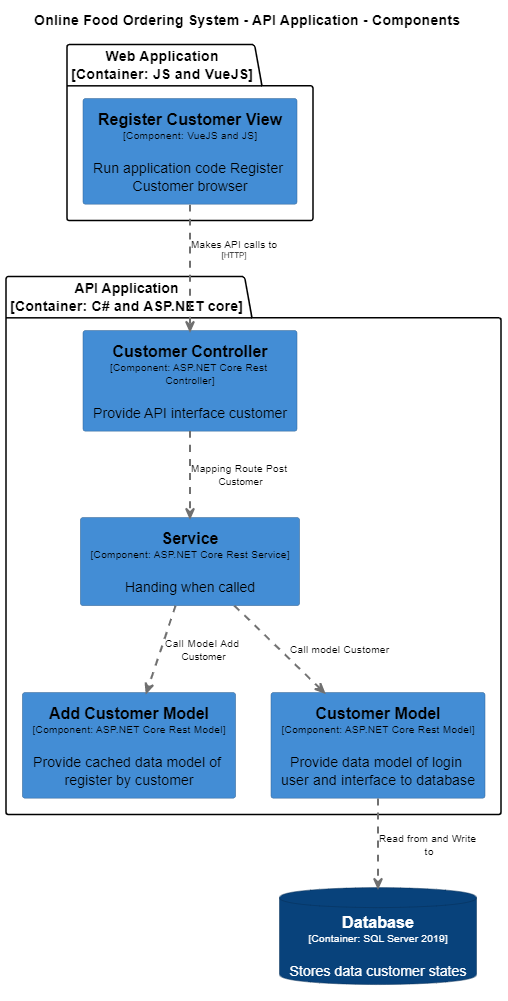 Online Food Ordering System - API Application - Components
Web Application
[Container: JS and VueJS]
Register Customer View
[Component: VueJS and JS]
Run application code Register
Customer browser
Makes API calls to
[HTTP]
API Application
[Container: C# and ASP.NET core]
Customer Controller
[Component: ASP.NET Core Rest
Controller]
Provide API interface customer
Mapping Route Post
Customer
Service
[Component: ASP.NET Core Rest Service]
Handing when called
Call Model Add
Customer
Call model Customer
Add Customer Model
[Component: ASP.NET Core Rest Model]
Provide cached data model of
register by customer
Customer Model
[Component: ASP.NET Core Rest Model]
Provide data model of login
user and interface to database
Read from and Write
to
Database
[Container: SQL Server 2019]
Stores data customer states